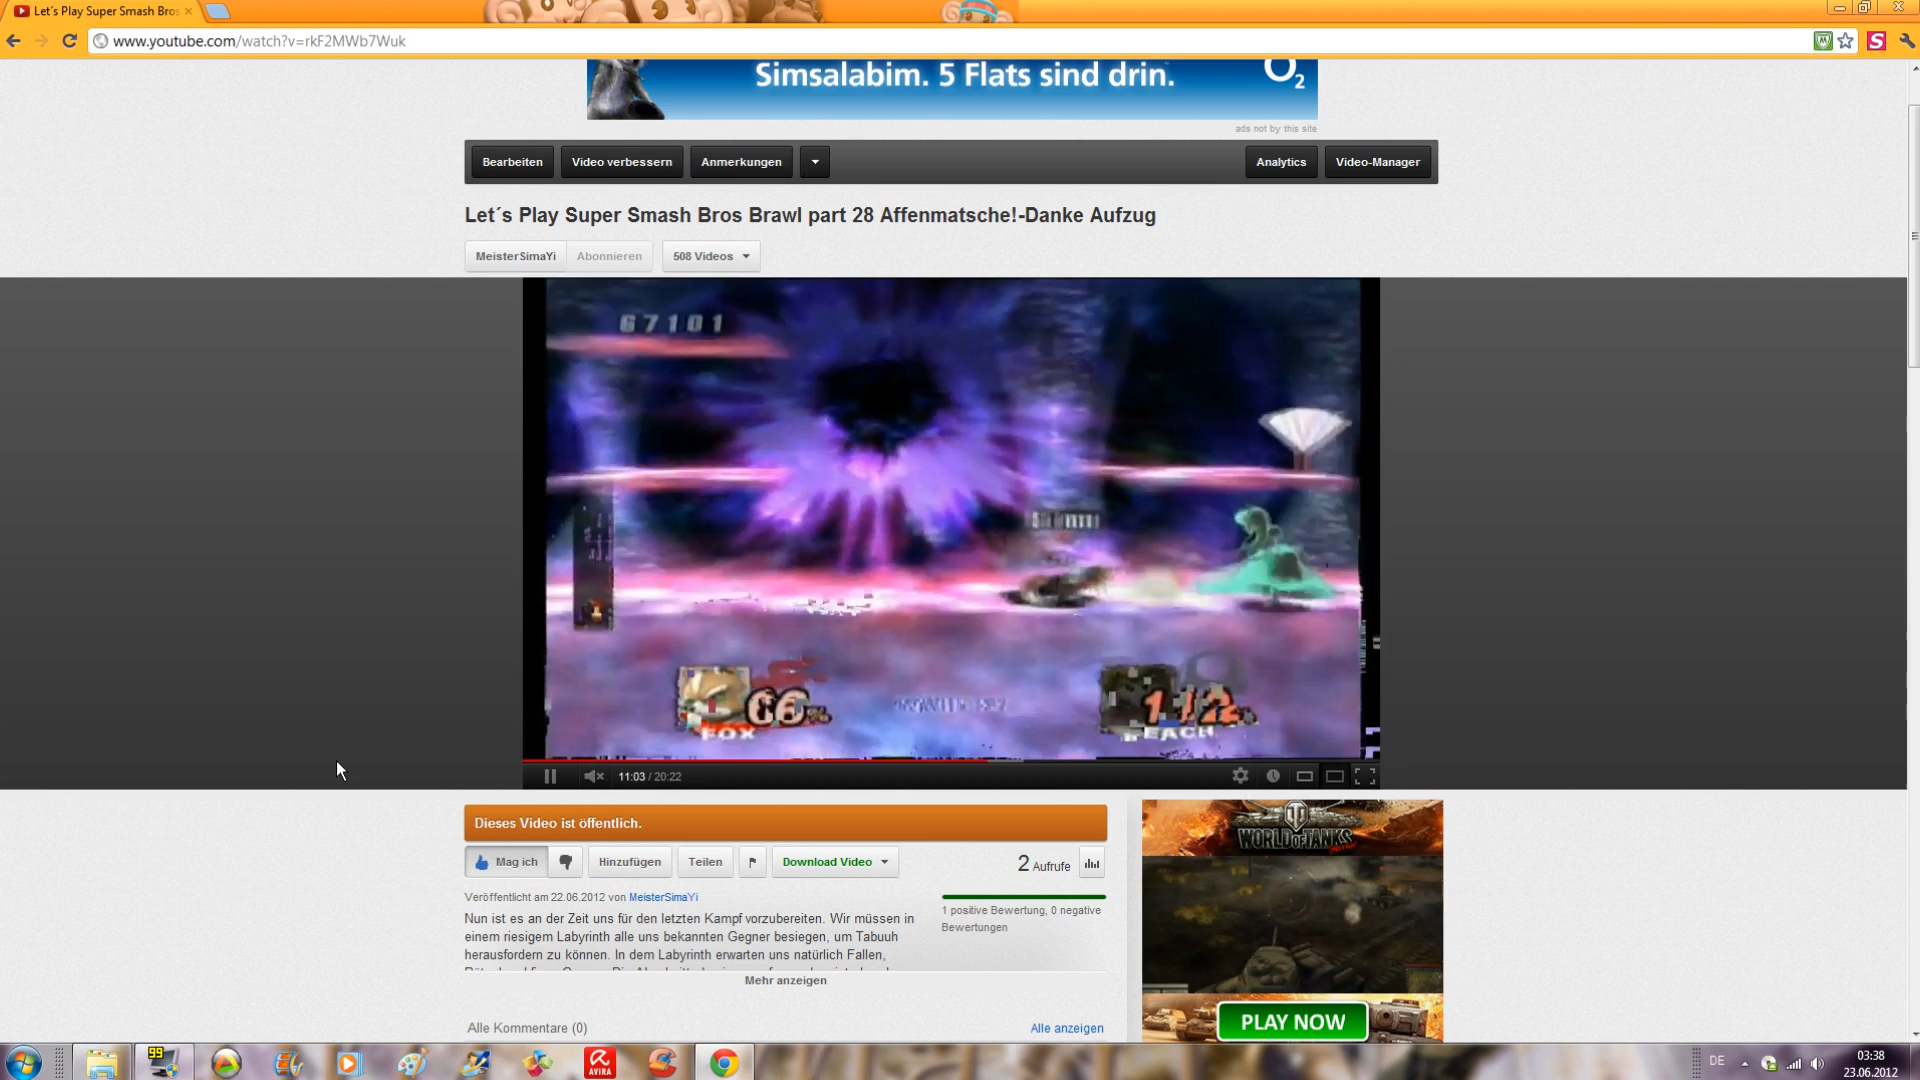 Let´s Play Super Smash Bros
www.youtube.com/watch?v=rkF2MWb7Wuk
Simsalabim. 5 Flats sind drin.
O2
ads not by this site
Bearbeiten
Video verbessern
Anmerkungen
Analytics
Video-Manager
Let´s Play Super Smash Bros Brawl part 28 Affenmatsche!-Danke Aufzug
MeisterSimaYi
Abonnieren
508 Videos
67101
FOX
PEACH
11:03 / 20:22
Dieses Video ist öffentlich.
Mag ich
Hinzufügen
Teilen
Download Video
2 Aufrufe
Veröffentlicht am 22.06.2012 von MeisterSimaYi
1 positive Bewertung, 0 negative
Bewertungen
Nun ist es an der Zeit uns für den letzten Kampf vorzubereiten. Wir müssen in
einem riesigem Labyrinth alle uns bekannten Gegner besiegen, um Tabuuh
herausfordern zu können. In dem Labyrinth erwarten uns natürlich Fallen,
Mehr anzeigen
Alle Kommentare (0)
Alle anzeigen
WORLD OF TANKS
PLAY NOW
99
AVIRA
DE
03:38
23.06.2012